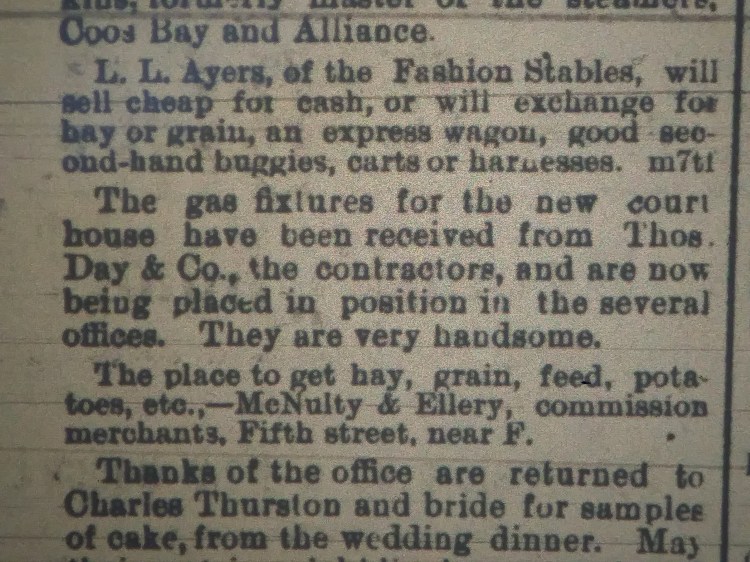 master of the steamers,
Coos Bay and Alliance.
L. L. Ayers, of the Fashion Stables, will
sell cheap for cash, or will exchange for
hay or grain, an express wagon, good sec-
ond-hand buggies, carts or harnesses. m7tf
The gas fixtures for the new court
house have been received from Thos.
Day & Co., the contractors, and are now
being placed in position in the several
offices. They are very handsome.
The place to get hay, grain, feed, pota-
toes, etc.,—McNulty & Ellery, commission
merchants, Fifth street, near F.
Thanks of the office are returned to
Charles Thurston and bride for samples
of cake, from the wedding dinner. May